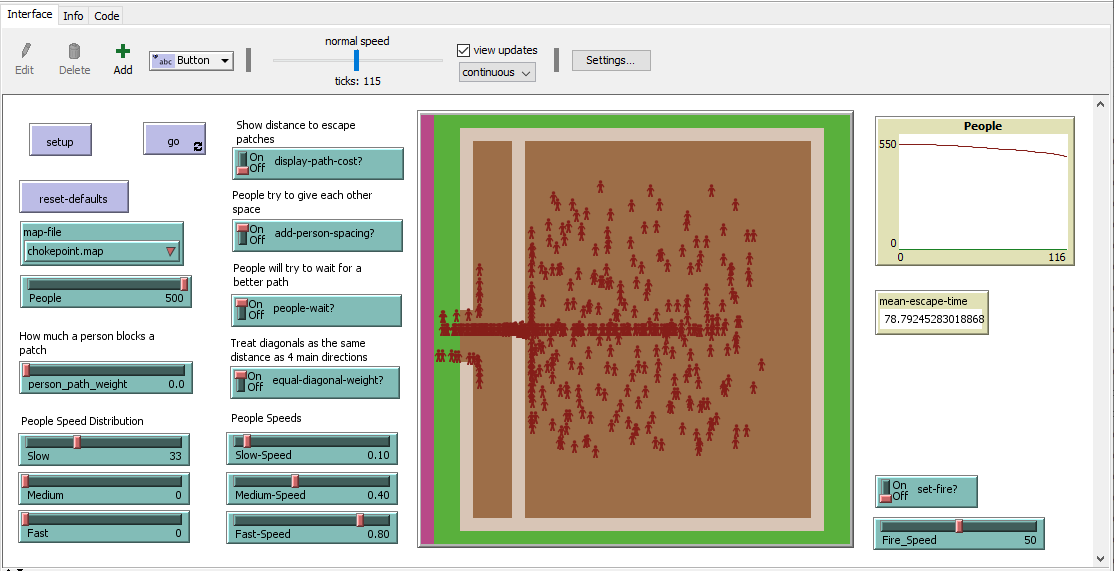 Interface Info Code
normal speed
Edit Delete Add abc Button view updates
continuous Settings...
ticks: 115
setup go
reset-defaults
map-file
chokepoint.map
People 500
How much a person blocks a
patch
person_path_weight 0.0
People Speed Distribution
Slow 33
Medium 0
Fast 0
Show distance to escape
patches
On
Off display-path-cost?
People try to give each other
space
On
Off add-person-spacing?
People will try to wait for a
better path
On
Off people-wait?
Treat diagonals as the same
distance as 4 main directions
On
Off equal-diagonal-weight?
People Speeds
Slow-Speed 0.10
Medium-Speed 0.40
Fast-Speed 0.80
People
550
0
0 116
mean-escape-time
78.79245283018868
On
Off set-fire?
Fire_Speed 50